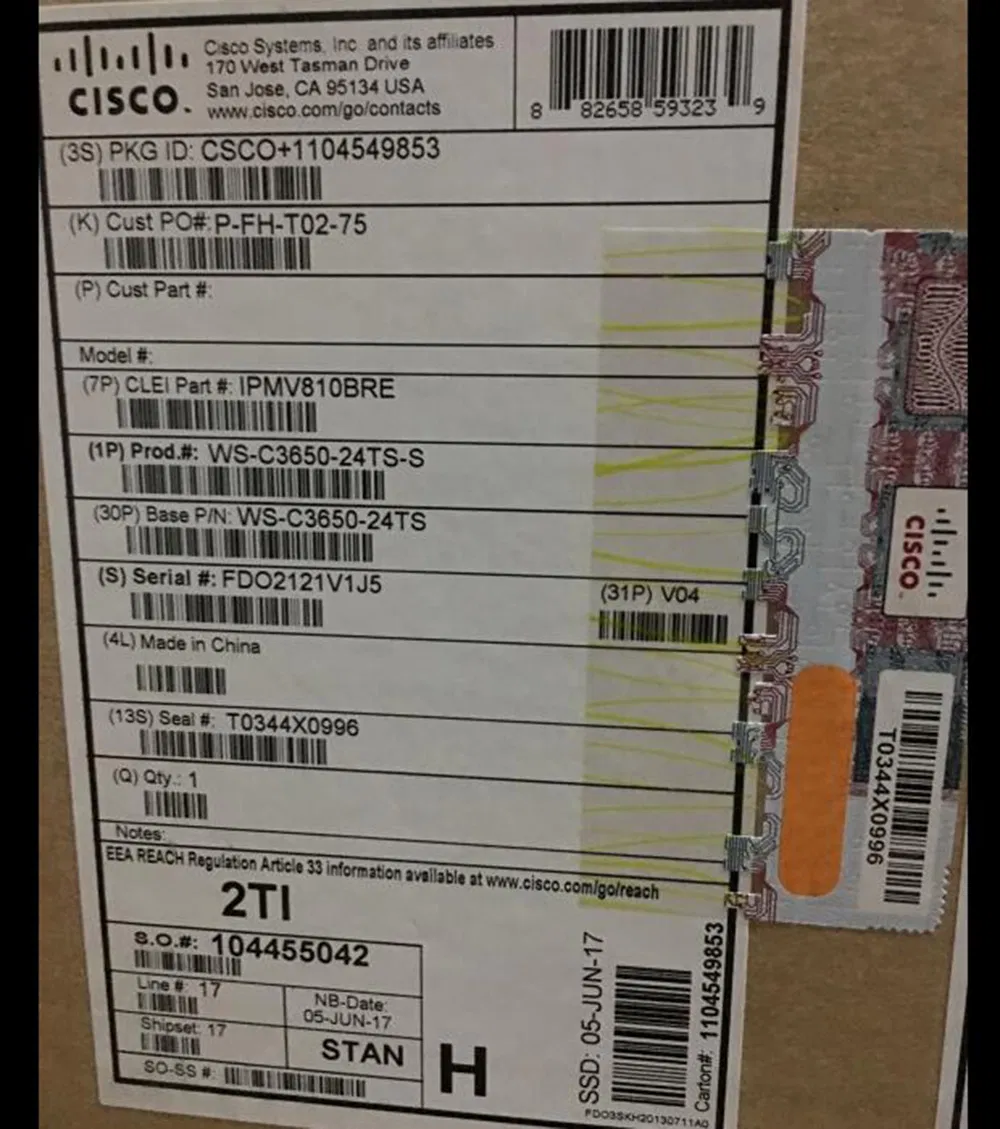 CISCO.
Cisco Systems, Inc. and its affiliates
170 West Tasman Drive
San Jose, CA 95134 USA
www.cisco.com/go/contacts
8 82658 59323 9
(3S) PKG ID: CSCO+1104549853
(K) Cust PO#: P-FH-T02-75
(P) Cust Part #:
Model #:
(7P) CLEI Part #: IPMV810BRE
(1P) Prod.#: WS-C3650-24TS-S
(30P) Base P/N: WS-C3650-24TS
(S) Serial #: FDO2121V1J5
(31P) V04
(4L) Made in China
(13S) Seal #: T0344X0996
(Q) Qty.: 1
Notes:
EEA REACH Regulation Article 33 information available at www.cisco.com/go/reach
2TI
S.O.#: 104455042
Line #: 17
NB-Date:
05-JUN-17
Shipset: 17
STAN
SO-SS #:
H
SSD: 05-JUN-17
Carton#: 1104549853
FDO3SKH20130711A0
CISCO
T0344X0996